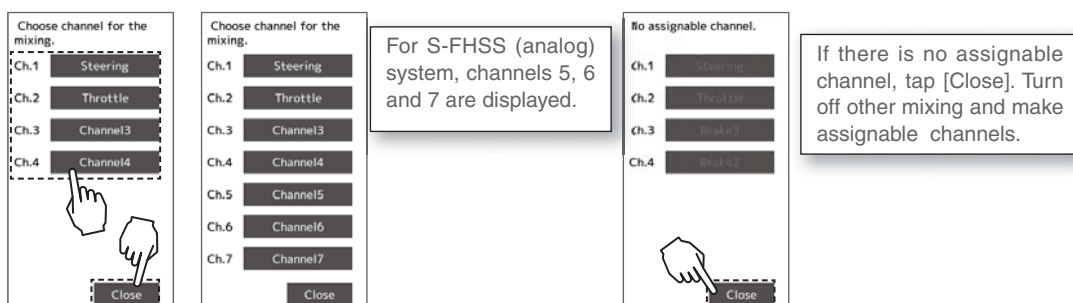 Choose channel for the
mixing.
Ch.1 Steering
Ch.2 Throttle
Ch.3 Channel3
Ch.4 Channel4
Close
Choose channel for the
mixing.
Ch.1 Steering
Ch.2 Throttle
Ch.3 Channel3
Ch.4 Channel4
Ch.5 Channel5
Ch.6 Channel6
Ch.7 Channel7
Close
For S-FHSS (analog)
system, channels 5, 6
and 7 are displayed.
No assignable channel.
Ch.1 Steering
Ch.2 Throttle
Ch.3 Brake3
Ch.4 Brake2
Close
If there is no assignable
channel, tap [Close]. Turn
off other mixing and make
assignable channels.